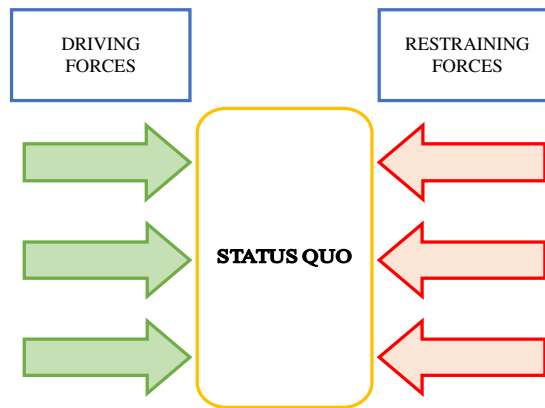 DRIVING
FORCES
RESTRAINING
FORCES
STATUS QUO